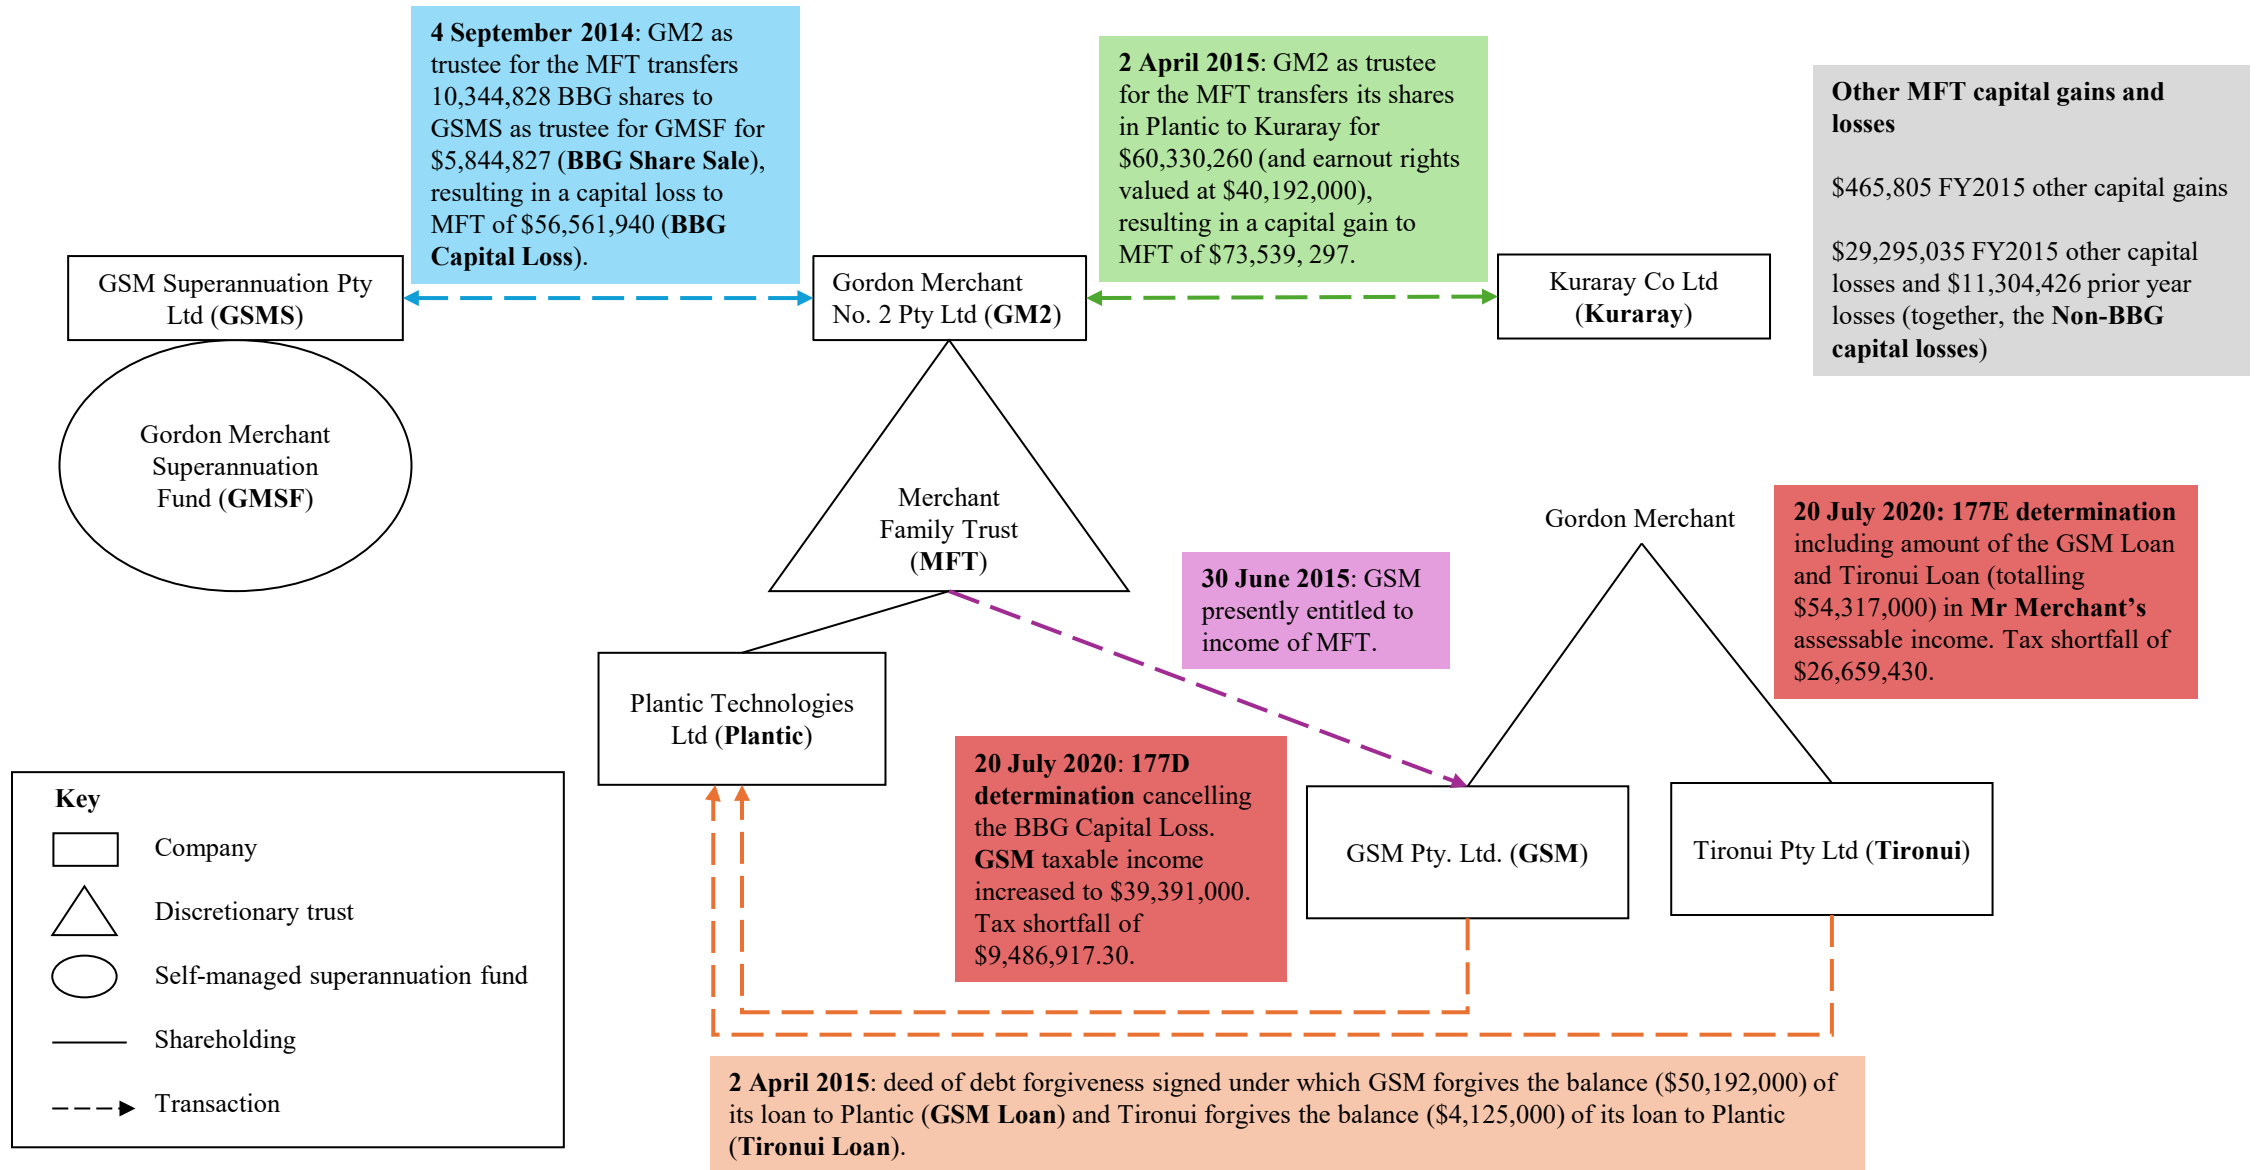 4 September 2014: GM2 as
trustee for the MFT transfers
10,344,828 BBG shares to
GSMS as trustee for GMSF for
$5,844,827 (BBG Share Sale),
resulting in a capital loss to
MFT of $56,561,940 (BBG
Capital Loss).
2 April 2015: GM2 as trustee
for the MFT transfers its shares
in Plantic to Kuraray for
$60,330,260 (and earnout rights
valued at $40,192,000),
resulting in a capital gain to
MFT of $73,539, 297.
Other MFT capital gains and
losses
$465,805 FY2015 other capital gains
$29,295,035 FY2015 other capital
losses and $11,304,426 prior year
losses (together, the Non-BBG
capital losses)
GSM Superannuation Pty
Ltd (GSMS)
Gordon Merchant
No. 2 Pty Ltd (GM2)
Kuraray Co Ltd
(Kuraray)
Gordon Merchant
Superannuation
Fund (GMSF)
Merchant
Family Trust
(MFT)
Gordon Merchant
20 July 2020: 177E determination
including amount of the GSM Loan
and Tironui Loan (totalling
$54,317,000) in Mr Merchant's
assessable income. Tax shortfall of
$26,659,430.
30 June 2015: GSM
presently entitled to
income of MFT.
Plantic Technologies
Ltd (Plantic)
20 July 2020: 177D
determination cancelling
the BBG Capital Loss.
GSM taxable income
increased to $39,391,000.
Tax shortfall of
$9,486,917.30.
GSM Pty. Ltd. (GSM)
Tironui Pty Ltd (Tironui)
Key
Company
Discretionary trust
Self-managed superannuation fund
Shareholding
Transaction
2 April 2015: deed of debt forgiveness signed under which GSM forgives the balance ($50,192,000) of
its loan to Plantic (GSM Loan) and Tironui forgives the balance ($4,125,000) of its loan to Plantic
(Tironui Loan).